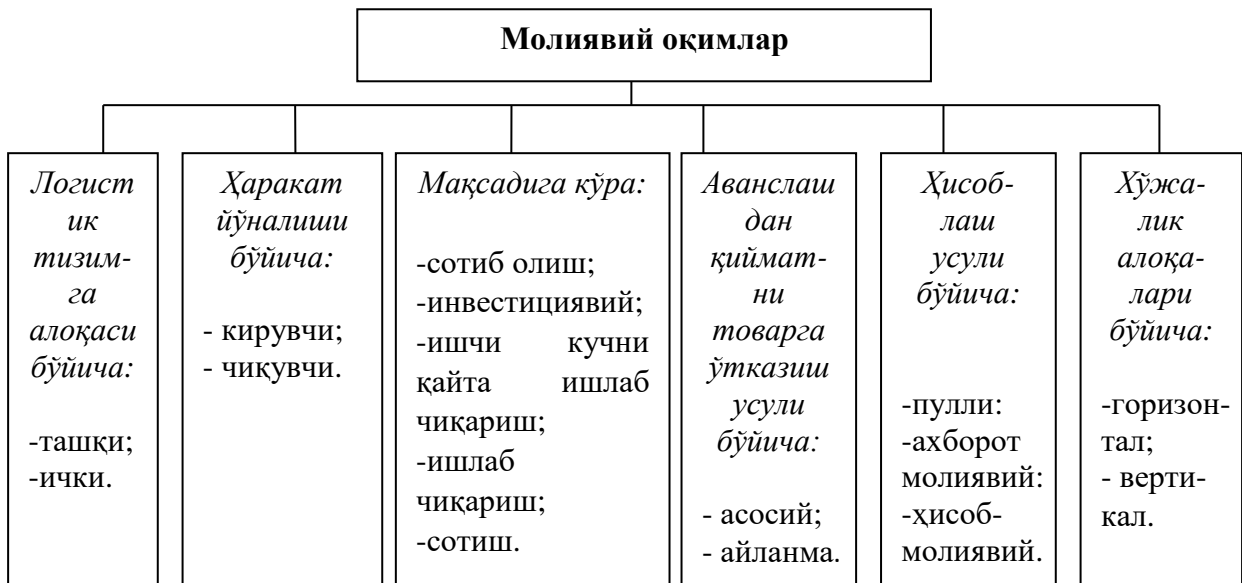 Молиявий оқимлар
Логист
ик
тизим-
га
алоқаси
бўйича:
-ташқи;
-ички.
Ҳаракат
йўналиши
бўйича:
- кирувчи;
- чиқувчи.
Мақсадига кўра:
-сотиб олиш;
-инвестициявий;
-ишчи кучни
қайта ишлаб
чиқариш;
-ишлаб
чиқариш;
-сотиш.
Аванслаш
дан
қиймат-
ни
товарга
ўтказиш
усули
бўйича:
- асосий;
- айланма.
Ҳисоб-
лаш
усули
бўйича:
-пулли:
-ахборот
молиявий:
-ҳисоб-
молиявий.
Хўжа-
лик
алоқа-
лари
бўйича:
-горизон-
тал;
- верти-
кал.